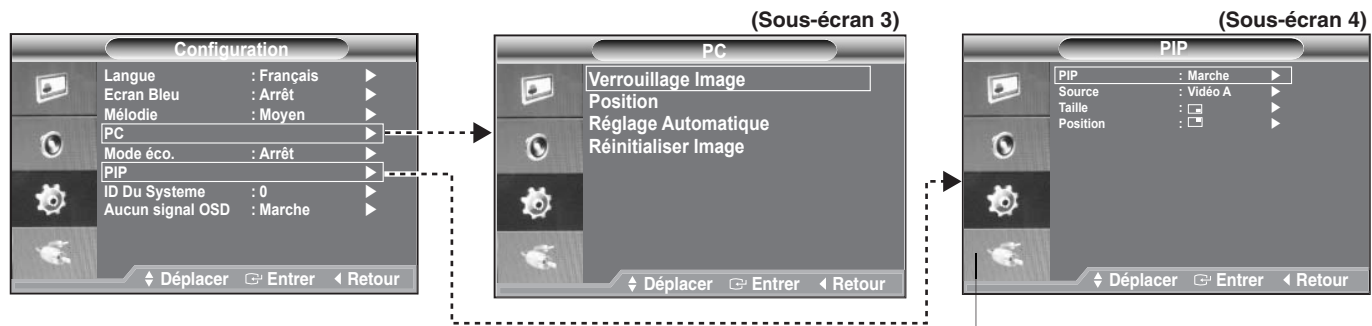 (Sous-écran 3)
(Sous-écran 4)
Configuration
Langue : Français
Ecran Bleu : Arrêt
Mélodie : Moyen
PC
Mode éco. : Arrêt
PIP
ID Du Systeme : 0
Aucun signal OSD : Marche
Déplacer Entrer Retour
PC
Verrouillage Image
Position
Réglage Automatique
Réinitialiser Image
Déplacer Entrer Retour
PIP
PIP : Marche
Source : Vidéo A
Taille :
Position :
Déplacer Entrer Retour